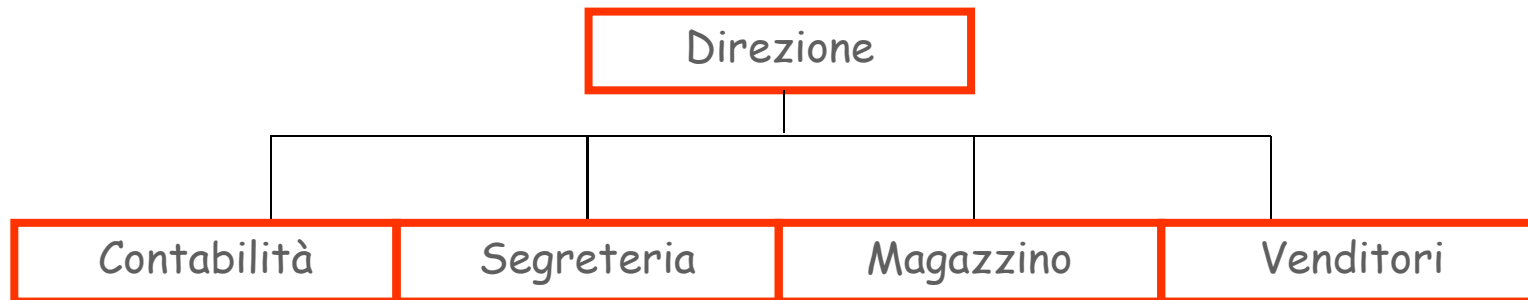 Direzione
Contabilità
Segreteria
Magazzino
Venditori